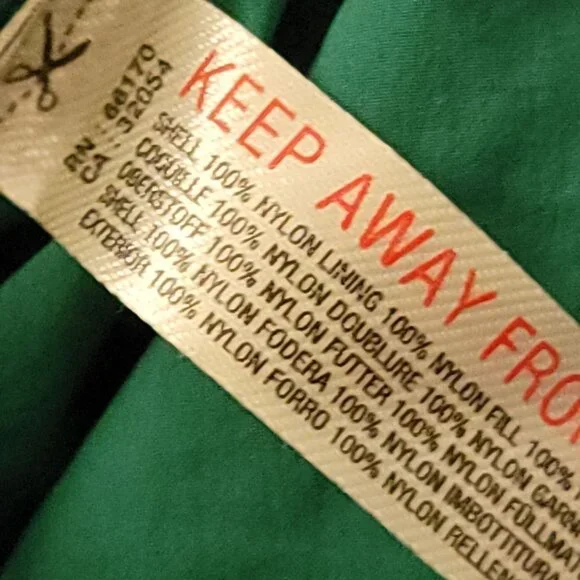 RN 66170
CA 32054
KEEP AWAY FRO
SHELL 100% NYLON LINING 100% NYLON FILL 100%
COQUILLE 100% NYLON DOUBLURE 100% NYLON GARN
OBERSTOFF 100% NYLON FUTTER 100% NYLON FÜLLMAT
SHELL 100% NYLON FODERA 100% NYLON IMBOTTITURA
EXTERIOR 100% NYLON FORRO 100% NYLON RELLEN